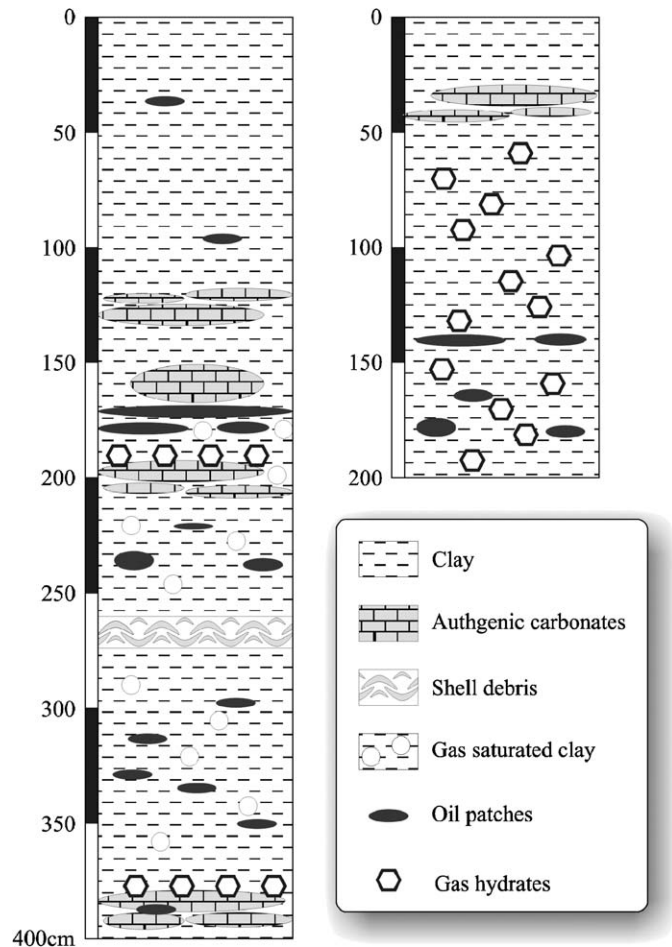 0
50
100
150
200
250
300
350
400cm
0
50
100
150
200
Clay
Authgenic carbonates
Shell debris
Gas saturated clay
Oil patches
Gas hydrates